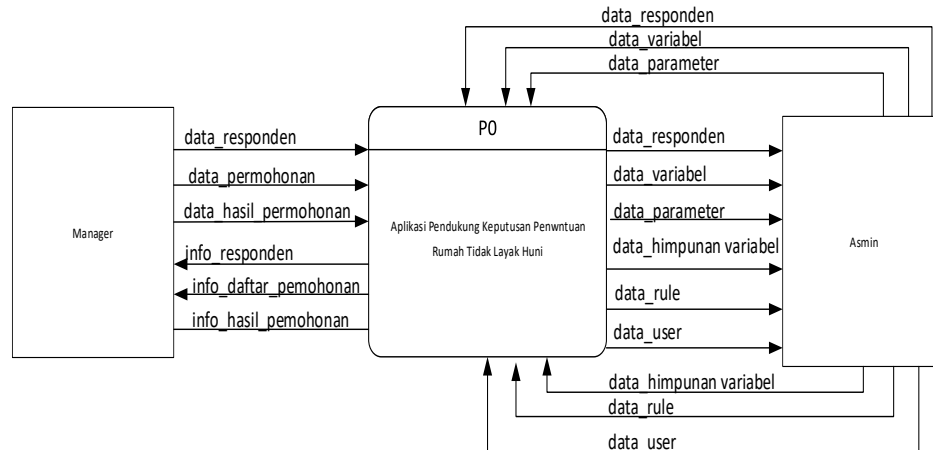 data_responden
data_variabel
data_parameter
P0
data_responden
data_permohonan
data_hasil_permohonan
info_responden
info_daftar_pemohonan
info_hasil_pemohonan
Manager
Aplikasi Pendukung Keputusan Penwntuan
Rumah Tidak Layak Huni
data_responden
data_variabel
data_parameter
data_himpunan variabel
data_rule
data_user
Asmin
data_himpunan variabel
data_rule
data_user